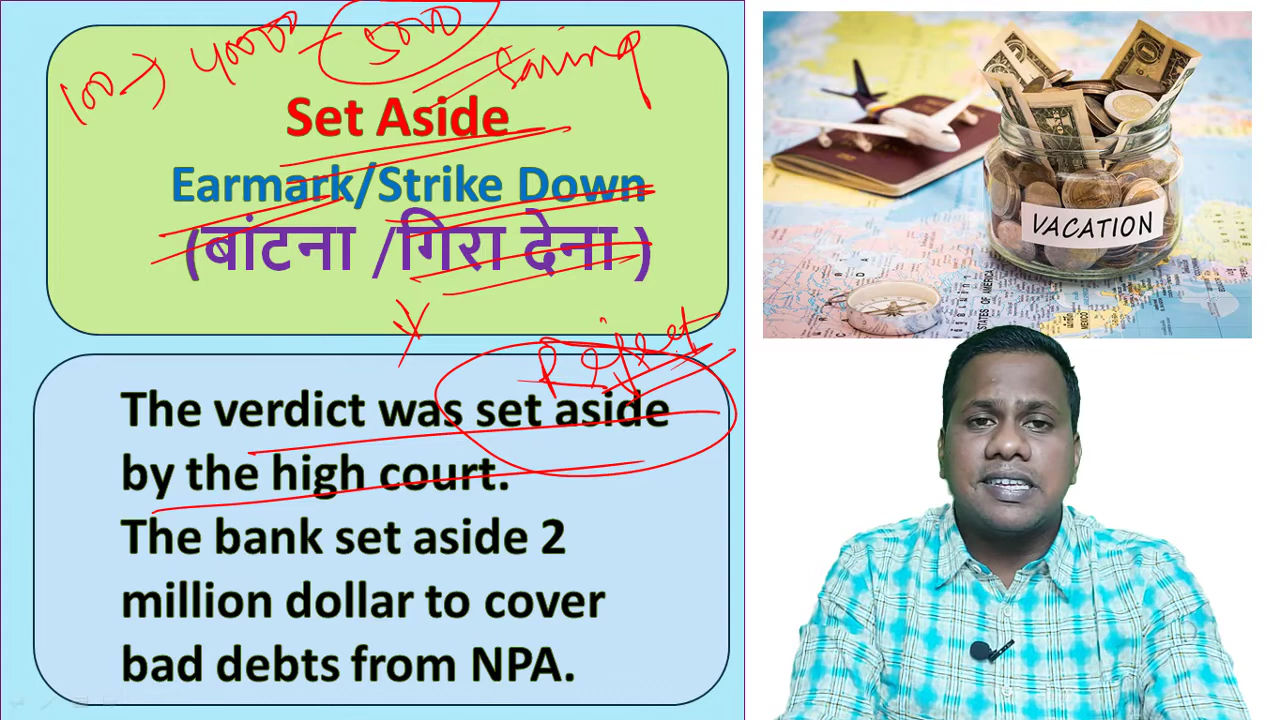 5000
Saving
Set Aside
Earmark/Strike Down
(बांटना /गिरा देना )
Reject
The verdict was set aside
by the high court.
The bank set aside 2
million dollar to cover
bad debts from NPA.
VACATION